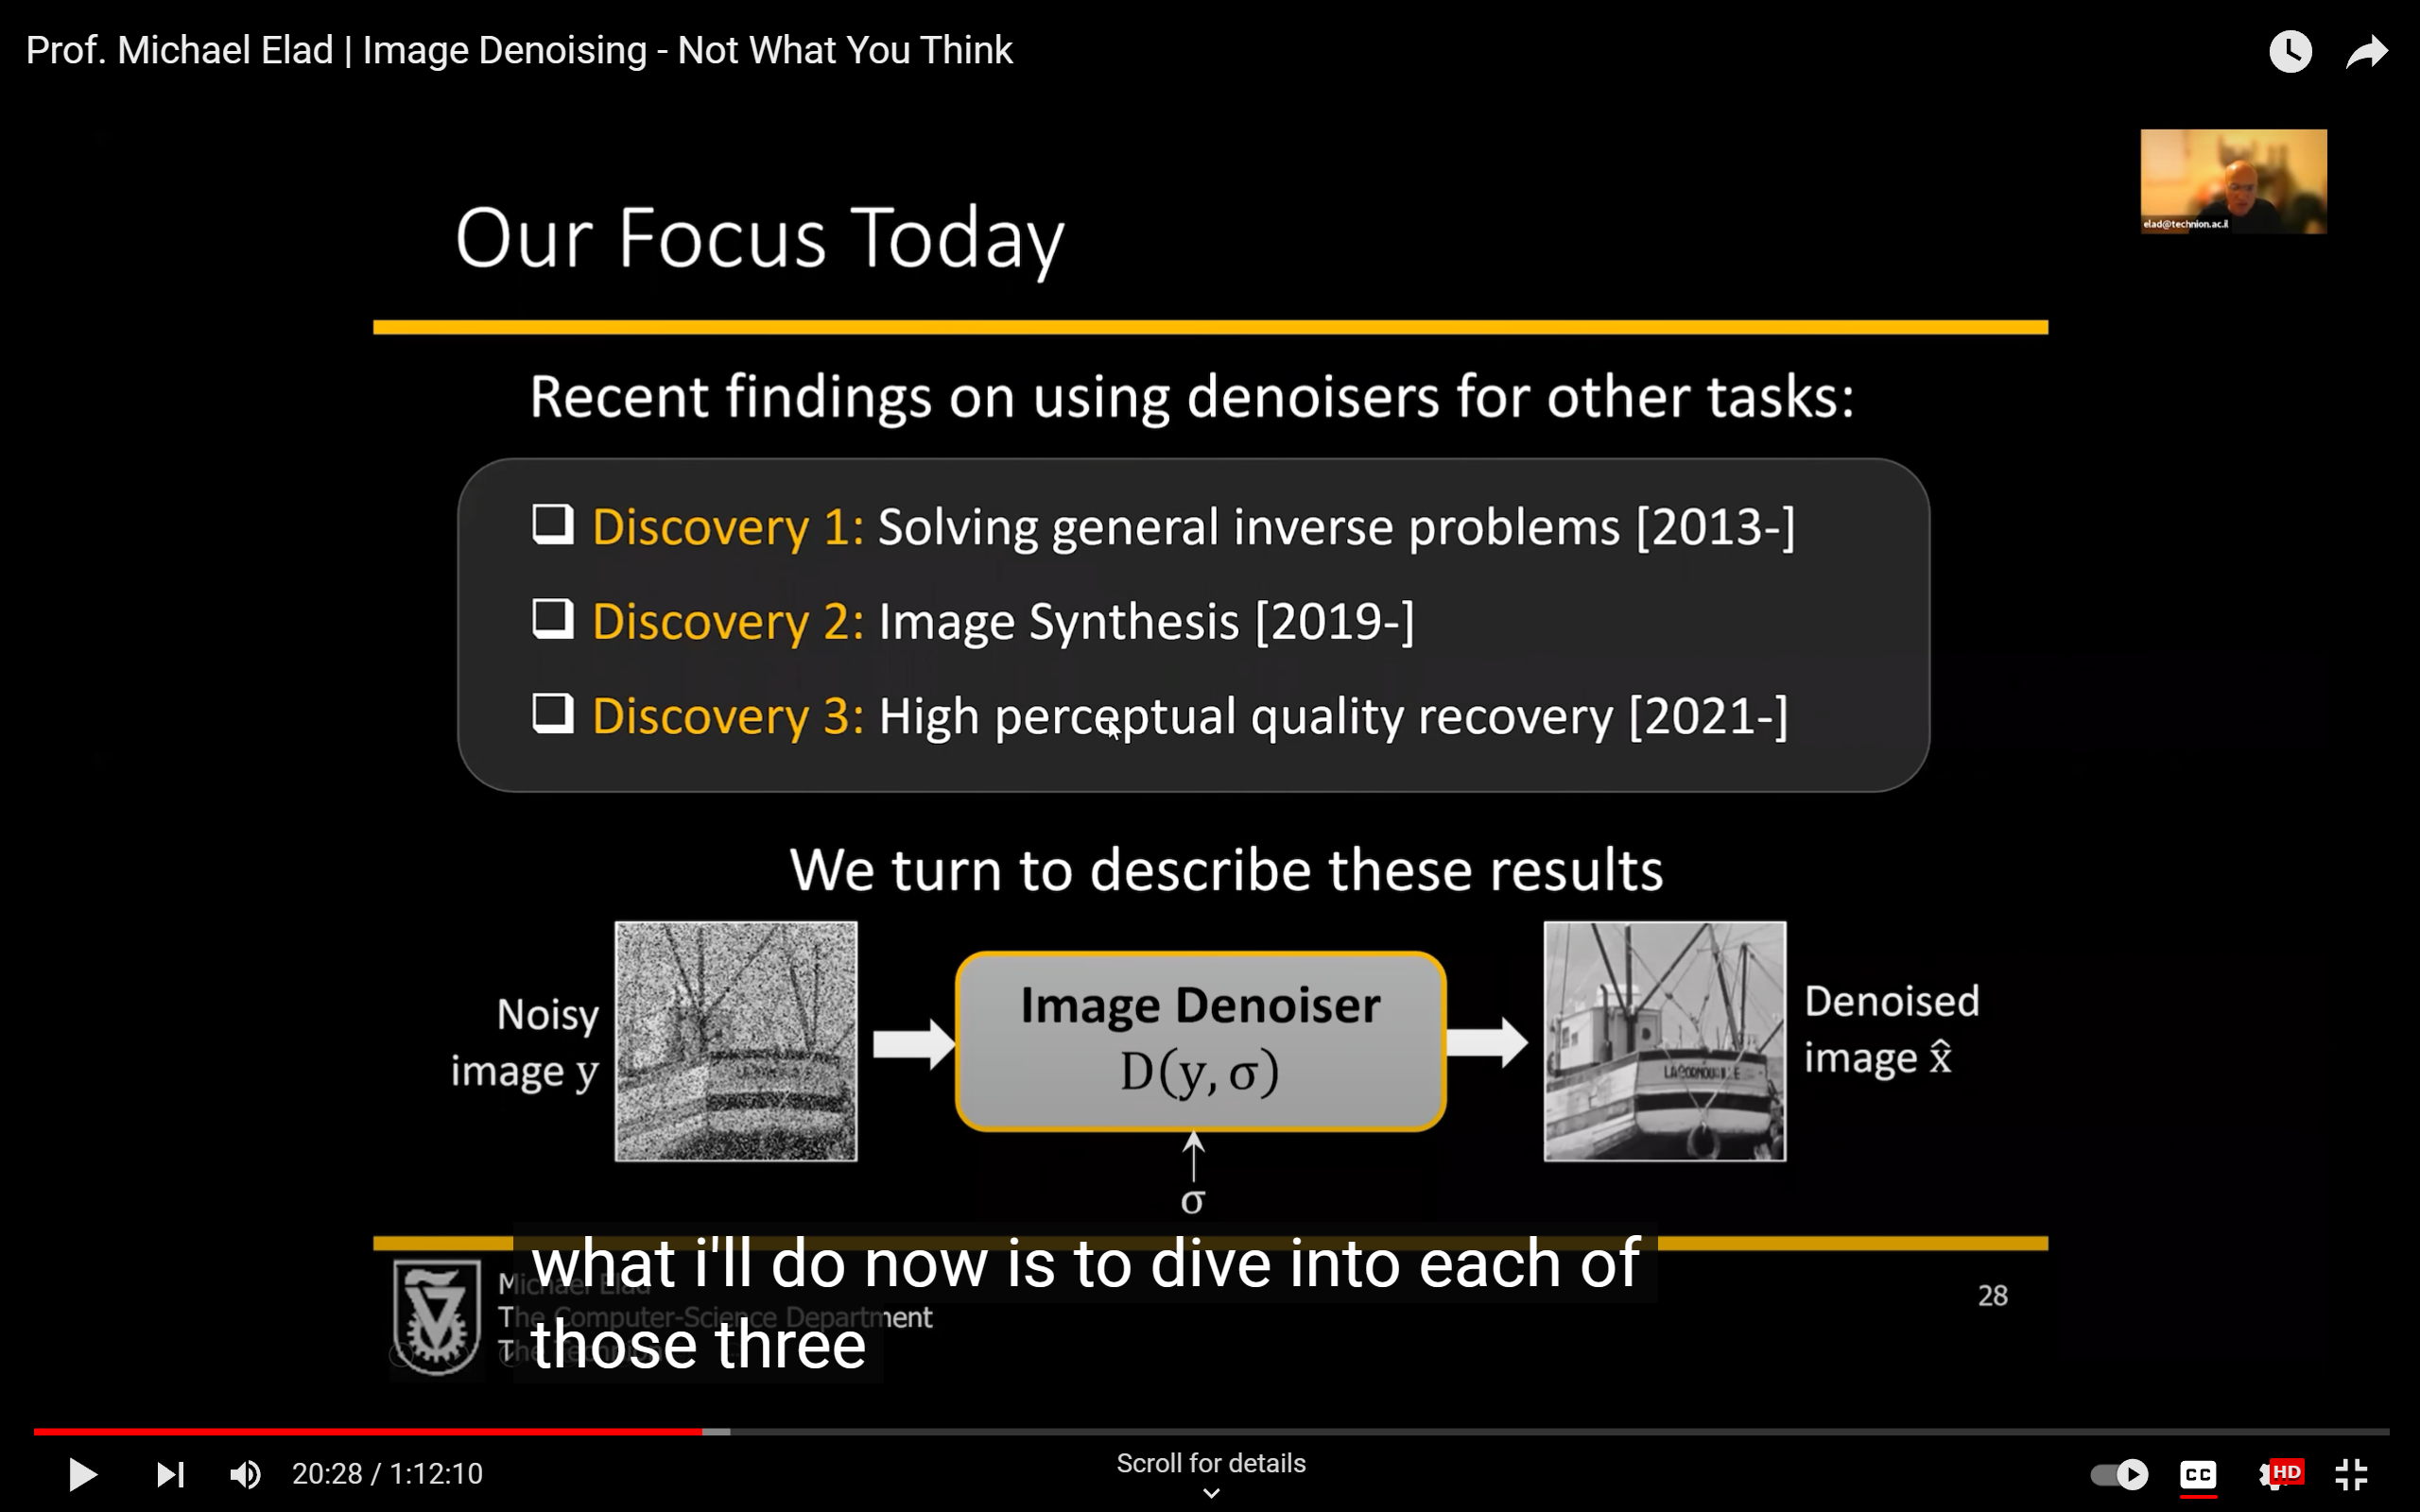 Prof. Michael Elad | Image Denoising - Not What You Think
elad@technion.ac.il
Our Focus Today
Recent findings on using denoisers for other tasks:
❑ Discovery 1: Solving general inverse problems [2013-]
❑ Discovery 2: Image Synthesis [2019-]
❑ Discovery 3: High perceptual quality recovery [2021-]
We turn to describe these results
Noisy
image y
Image Denoiser
D(y, σ)
σ
Denoised
image x̂
what i'll do now is to dive into each of
those three
Michael Elad
The Computer-Science Department
The Technion
28
20:28 / 1:12:10
Scroll for details
CC
HD